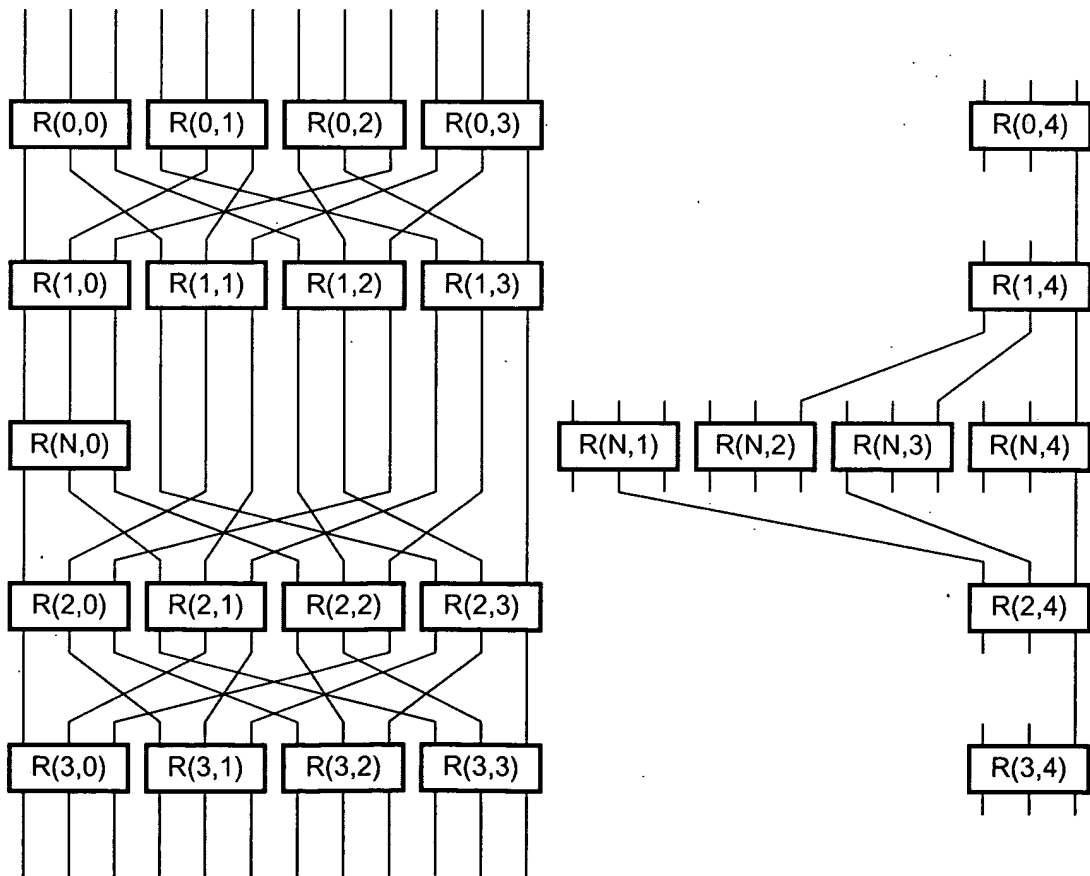 R(0,0) R(0,1) R(0,2) R(0,3) R(0,4)
R(1,0) R(1,1) R(1,2) R(1,3) R(1,4)
R(N,0) R(N,1) R(N,2) R(N,3) R(N,4)
R(2,0) R(2,1) R(2,2) R(2,3) R(2,4)
R(3,0) R(3,1) R(3,2) R(3,3) R(3,4)